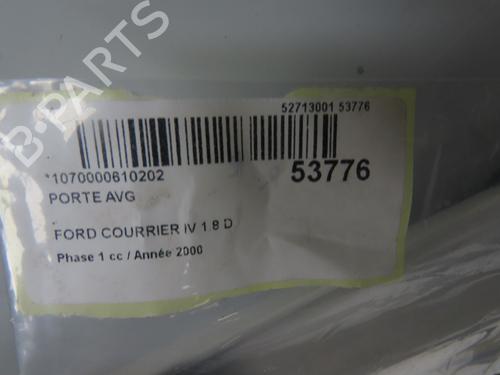 52713001 53776
*1070000610202
53776
PORTE AVG
-
FORD COURRIER IV 1.8 D
Phase 1 cc / Année 2000
B-PARTS